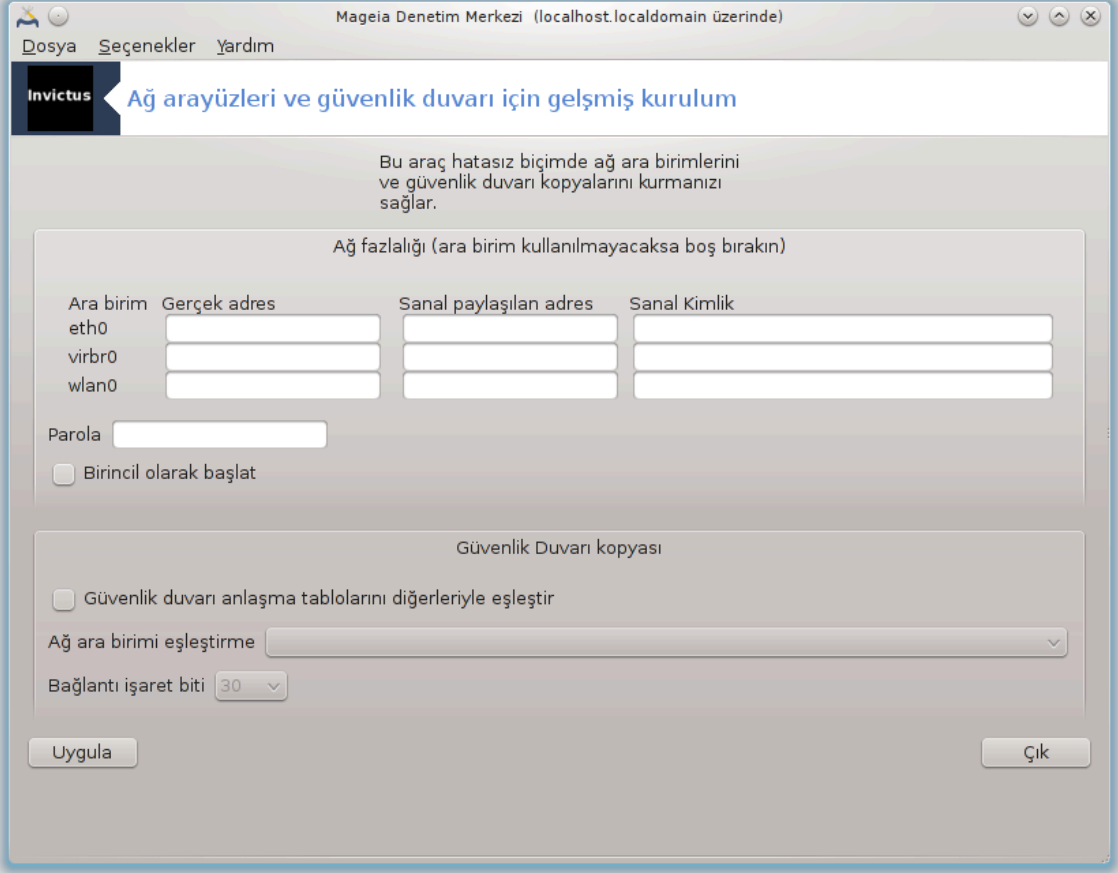 Mageia Denetim Merkezi (localhost.localdomain üzerinde)
Dosya Seçenekler Yardım
Invictus
Ağ arayüzleri ve güvenlik duvarı için gelşmiş kurulum
Bu araç hatasız biçimde ağ ara birimlerini
ve güvenlik duvarı kopyalarını kurmanızı
sağlar.
Ağ fazlalığı (ara birim kullanılmayacaksa boş bırakın)
Ara birim Gerçek adres Sanal paylaşılan adres Sanal Kimlik
eth0
virbr0
wlan0
Parola
Birincil olarak başlat
Güvenlik Duvarı kopyası
Güvenlik duvarı anlaşma tablolarını diğerleriyle eşleştir
Ağ ara birimi eşleştirme
Bağlantı işaret biti 30
Uygula Çık